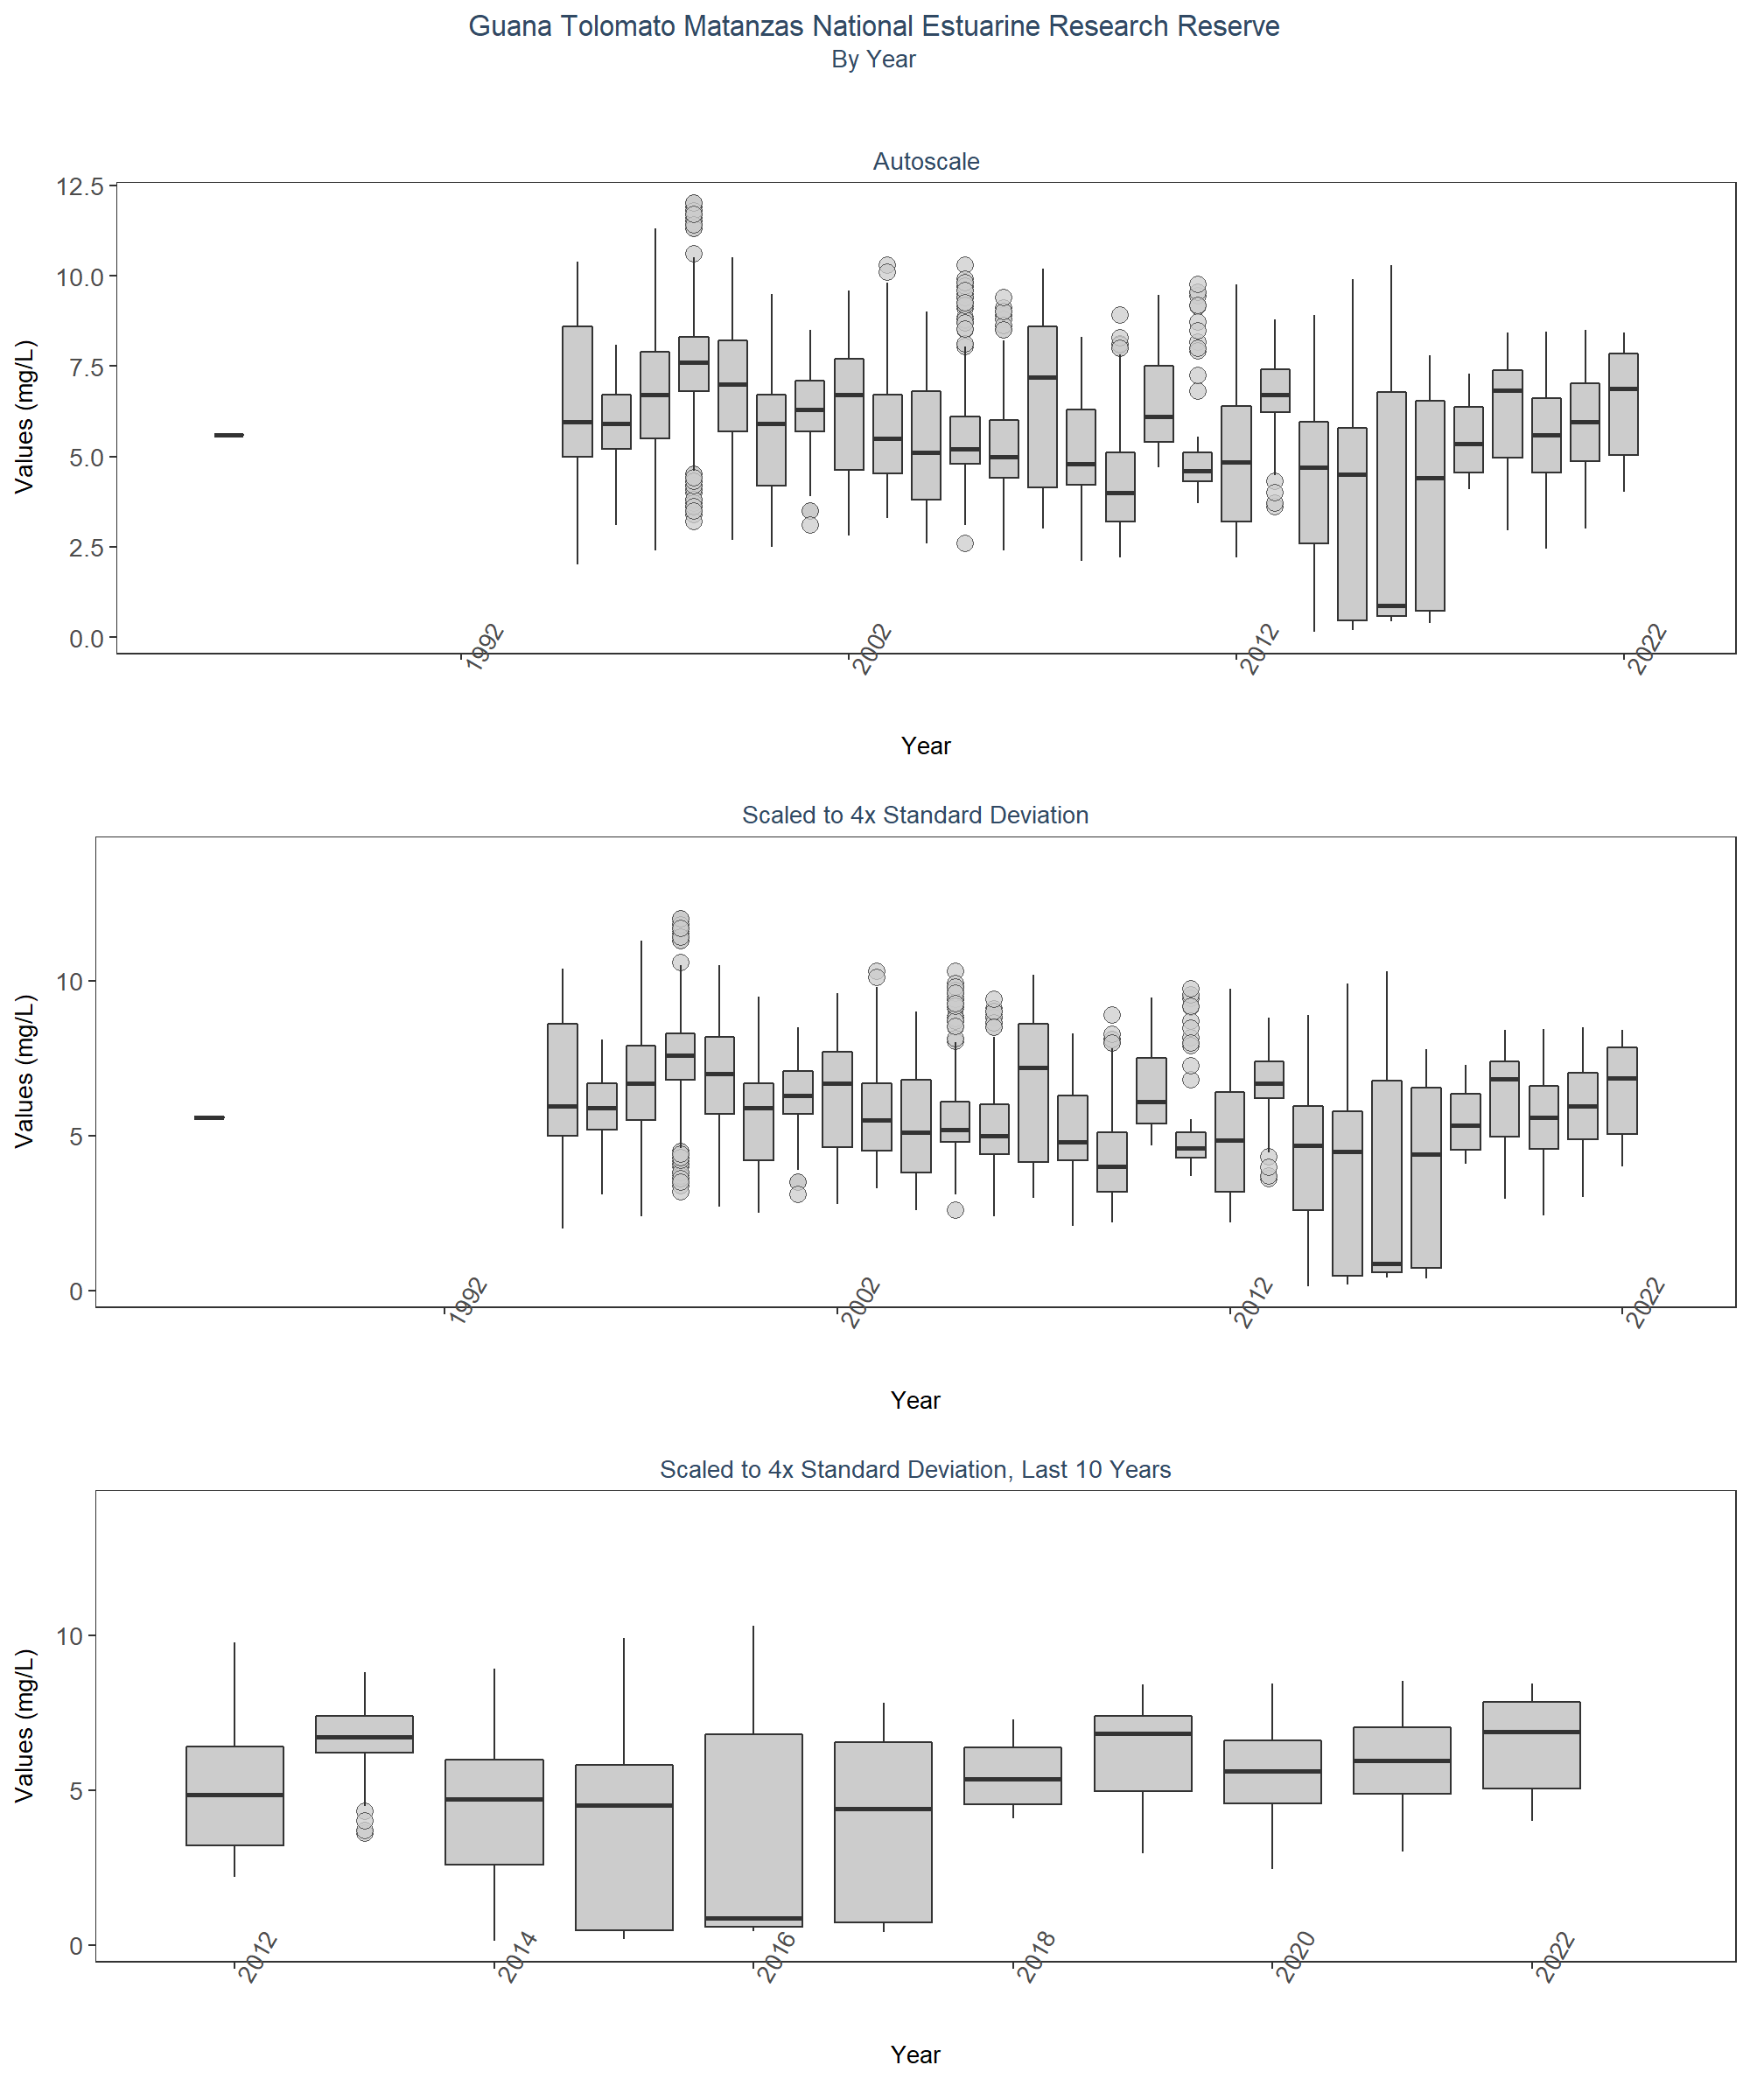 Guana Tolomato Matanzas National Estuarine Research Reserve
By Year
Autoscale
Values (mg/L)
12.5
10.0
7.5
5.0
2.5
0.0
1992
2002
2012
2022
Year
Scaled to 4x Standard Deviation
Values (mg/L)
10
5
0
1992
2002
2012
2022
Year
Scaled to 4x Standard Deviation, Last 10 Years
Values (mg/L)
10
5
0
2012
2014
2016
2018
2020
2022
Year